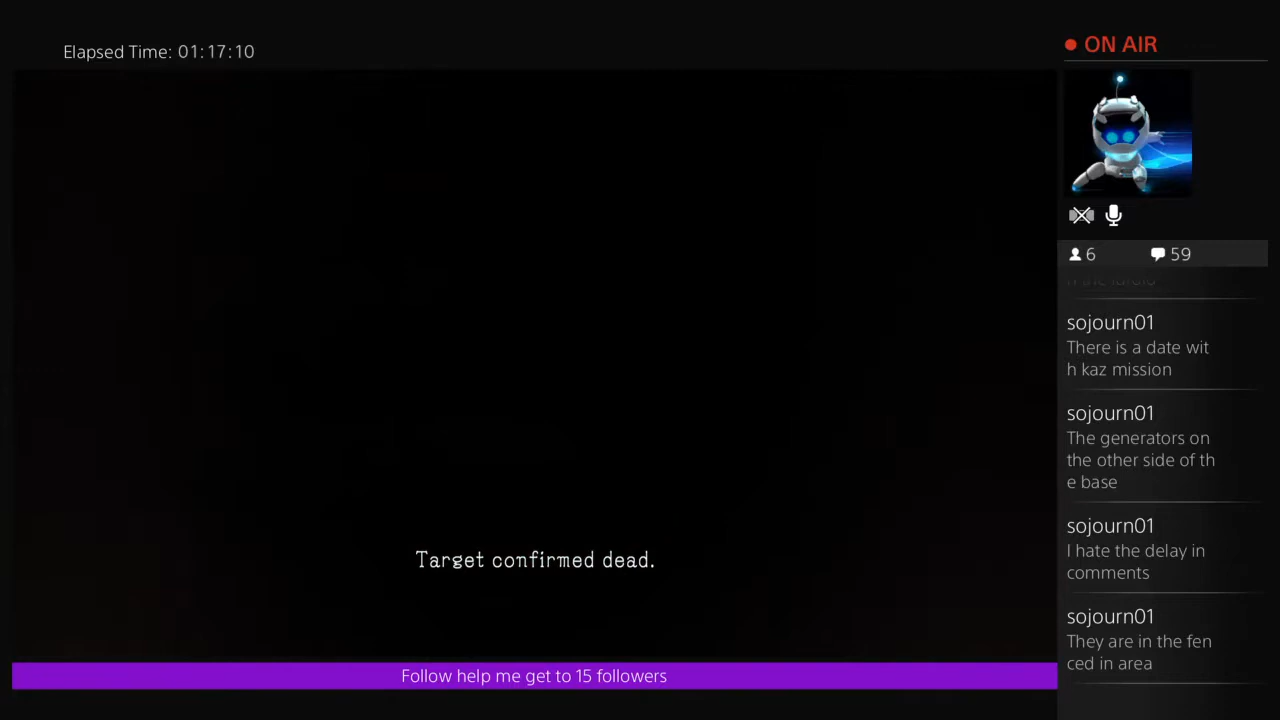 Elapsed Time: 01:17:10
ON AIR
6
59
sojourn01
There is a date wit
h kaz mission
sojourn01
The generators on
the other side of th
e base
sojourn01
I hate the delay in
comments
sojourn01
They are in the fen
ced in area
Target confirmed dead.
Follow help me get to 15 followers